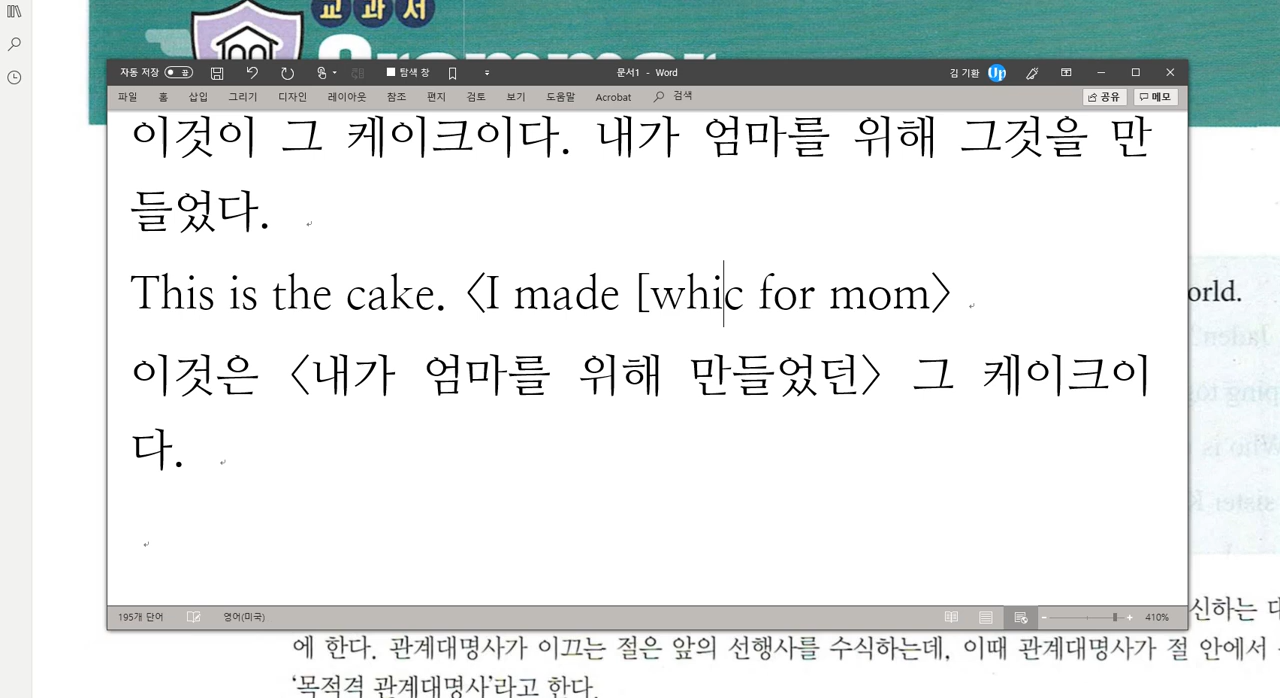 교과서
Grammar
자동 저장 끔 탐색 창 문서1 - Word 김 기환 Up
파일 홈 삽입 그리기 디자인 레이아웃 참조 편지 검토 보기 도움말 Acrobat 검색 공유 메모
이것이 그 케이크이다. 내가 엄마를 위해 그것을 만
들었다.
This is the cake.〈I made [whic for mom〉
orld.
이것은〈내가 엄마를 위해 만들었던〉그 케이크이
다.
195개 단어 영어(미국) 410%
신하는 대
에 한다. 관계대명사가 이끄는 절은 앞의 선행사를 수식하는데, 이때 관계대명사가 절 안에서
‘목적격 관계대명사’라고 한다.